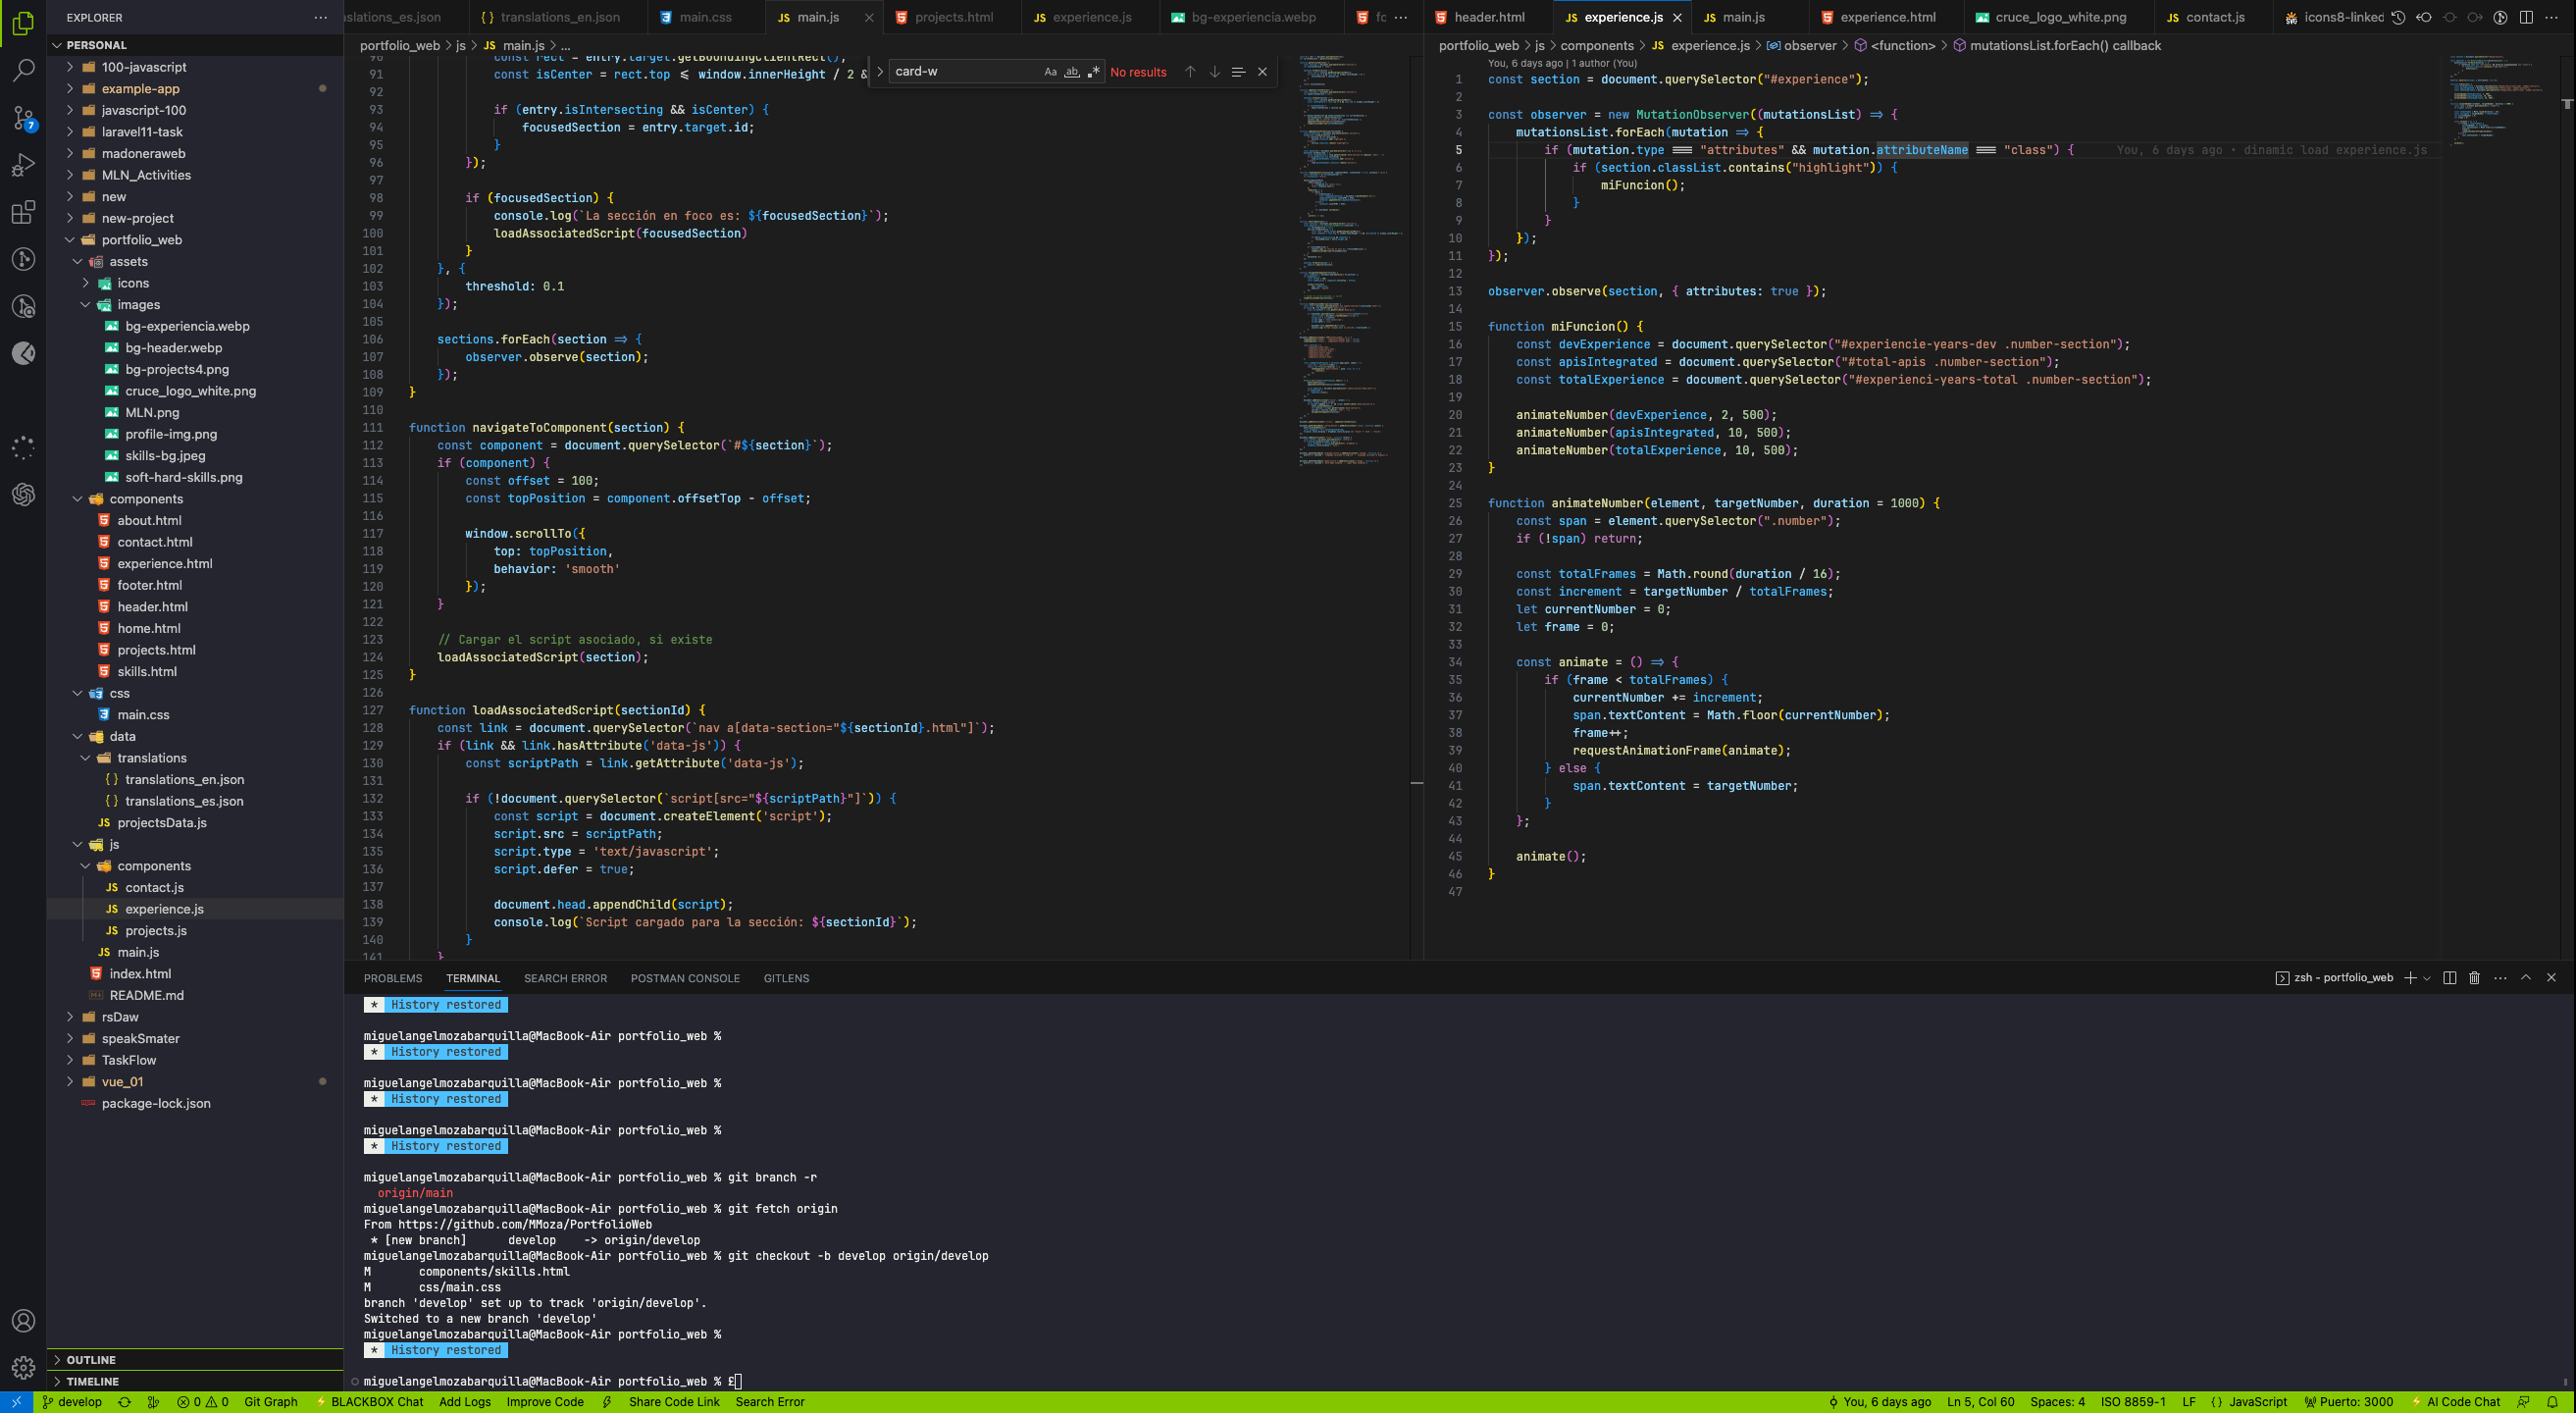 EXPLORER
PERSONAL
100-javascript
example-app
javascript-100
laravel11-task
madoneraweb
MLN_Activities
new
new-project
portfolio_web
assets
icons
images
bg-experiencia.webp
bg-header.webp
bg-projects4.png
cruce_logo_white.png
MLN.png
profile-img.png
skills-bg.jpeg
soft-hard-skills.png
components
about.html
contact.html
experience.html
footer.html
header.html
home.html
projects.html
skills.html
css
main.css
data
translations
translations_en.json
translations_es.json
projectsData.js
js
components
contact.js
experience.js
projects.js
main.js
index.html
README.md
rsDaw
speakSmater
TaskFlow
vue_01
package-lock.json
OUTLINE
TIMELINE
7
slations_es.json translations_en.json main.css main.js projects.html experience.js bg-experiencia.webp
portfolio_web > js > main.js > ...
card-w
No results
90 const rect = entry.target.getBoundingClientRect();
91 const isCenter = rect.top <= window.innerHeight / 2 &
92
93 if (entry.isIntersecting && isCenter) {
94 focusedSection = entry.target.id;
95 }
96 });
97
98 if (focusedSection) {
99 console.log(`La sección en foco es: ${focusedSection}`);
100 loadAssociatedScript(focusedSection)
101 }
102 }, {
103 threshold: 0.1
104 });
105
106 sections.forEach(section => {
107 observer.observe(section);
108 });
109 }
110
111 function navigateToComponent(section) {
112 const component = document.querySelector(`#${section}`);
113 if (component) {
114 const offset = 100;
115 const topPosition = component.offsetTop - offset;
116
117 window.scrollTo({
118 top: topPosition,
119 behavior: 'smooth'
120 });
121 }
122
123 // Cargar el script asociado, si existe
124 loadAssociatedScript(section);
125 }
126
127 function loadAssociatedScript(sectionId) {
128 const link = document.querySelector(`nav a[data-section="${sectionId}.html"]`);
129 if (link && link.hasAttribute('data-js')) {
130 const scriptPath = link.getAttribute('data-js');
131
132 if (!document.querySelector(`script[src="${scriptPath}"]`)) {
133 const script = document.createElement('script');
134 script.src = scriptPath;
135 script.type = 'text/javascript';
136 script.defer = true;
137
138 document.head.appendChild(script);
139 console.log(`Script cargado para la sección: ${sectionId}`);
140 }
141 }
header.html experience.js main.js experience.html cruce_logo_white.png contact.js icons8-linked
portfolio_web > js > components > experience.js > observer > <function> > mutationsList.forEach() callback
You, 6 days ago | 1 author (You)
1 const section = document.querySelector("#experience");
2
3 const observer = new MutationObserver((mutationsList) => {
4 mutationsList.forEach(mutation => {
5 if (mutation.type === "attributes" && mutation.attributeName === "class") { You, 6 days ago • dinamic load experience.js
6 if (section.classList.contains("highlight")) {
7 miFuncion();
8 }
9 }
10 });
11 });
12
13 observer.observe(section, { attributes: true });
14
15 function miFuncion() {
16 const devExperience = document.querySelector("#experiencie-years-dev .number-section");
17 const apisIntegrated = document.querySelector("#total-apis .number-section");
18 const totalExperience = document.querySelector("#experienci-years-total .number-section");
19
20 animateNumber(devExperience, 2, 500);
21 animateNumber(apisIntegrated, 10, 500);
22 animateNumber(totalExperience, 10, 500);
23 }
24
25 function animateNumber(element, targetNumber, duration = 1000) {
26 const span = element.querySelector(".number");
27 if (!span) return;
28
29 const totalFrames = Math.round(duration / 16);
30 const increment = targetNumber / totalFrames;
31 let currentNumber = 0;
32 let frame = 0;
33
34 const animate = () => {
35 if (frame < totalFrames) {
36 currentNumber += increment;
37 span.textContent = Math.floor(currentNumber);
38 frame++;
39 requestAnimationFrame(animate);
40 } else {
41 span.textContent = targetNumber;
42 }
43 };
44
45 animate();
46 }
47
PROBLEMS TERMINAL SEARCH ERROR POSTMAN CONSOLE GITLENS
zsh - portfolio_web
* History restored
miguelangelmozabarquilla@MacBook-Air portfolio_web %
* History restored
miguelangelmozabarquilla@MacBook-Air portfolio_web %
* History restored
miguelangelmozabarquilla@MacBook-Air portfolio_web %
* History restored
miguelangelmozabarquilla@MacBook-Air portfolio_web % git branch -r
origin/main
miguelangelmozabarquilla@MacBook-Air portfolio_web % git fetch origin
From https://github.com/MMoza/PortfolioWeb
* [new branch] develop -> origin/develop
miguelangelmozabarquilla@MacBook-Air portfolio_web % git checkout -b develop origin/develop
M components/skills.html
M css/main.css
branch 'develop' set up to track 'origin/develop'.
Switched to a new branch 'develop'
miguelangelmozabarquilla@MacBook-Air portfolio_web %
* History restored
miguelangelmozabarquilla@MacBook-Air portfolio_web % £
develop 0 0 Git Graph BLACKBOX Chat Add Logs Improve Code Share Code Link Search Error You, 6 days ago Ln 5, Col 60 Spaces: 4 ISO 8859-1 LF {} JavaScript Puerto: 3000 AI Code Chat